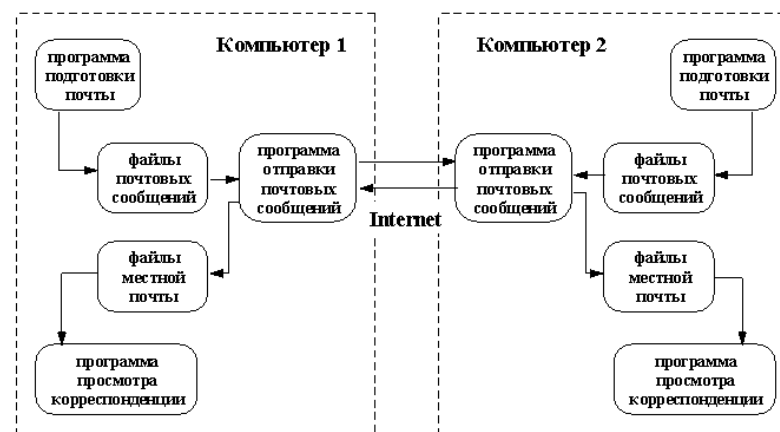 Компьютер 1
программа
подготовки
почты
файлы
почтовых
сообщений
программа
отправки
почтовых
сообщений
файлы
местной
почты
программа
просмотра
корреспонденции
Internet
Компьютер 2
программа
подготовки
почты
программа
отправки
почтовых
сообщений
файлы
почтовых
сообщений
файлы
местной
почты
программа
просмотра
корреспонденции